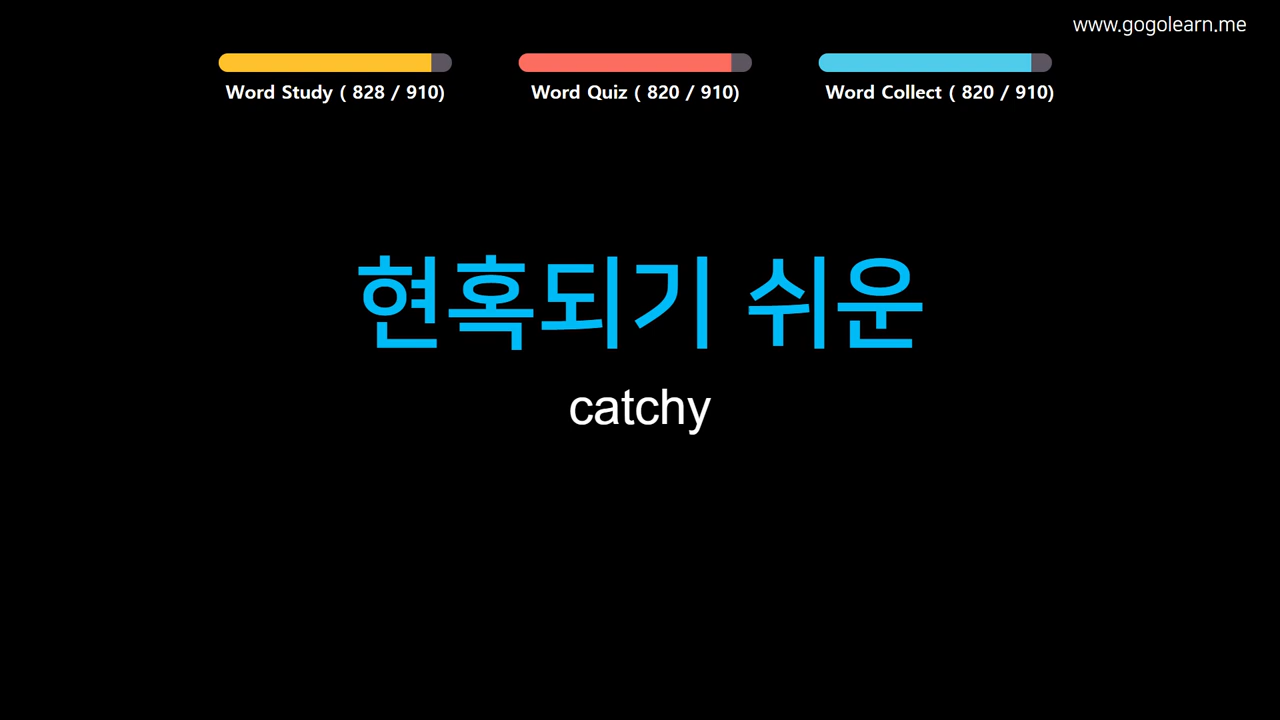 www.gogolearn.me
Word Study ( 828 / 910)
Word Quiz ( 820 / 910)
Word Collect ( 820 / 910)
현혹되기 쉬운
catchy